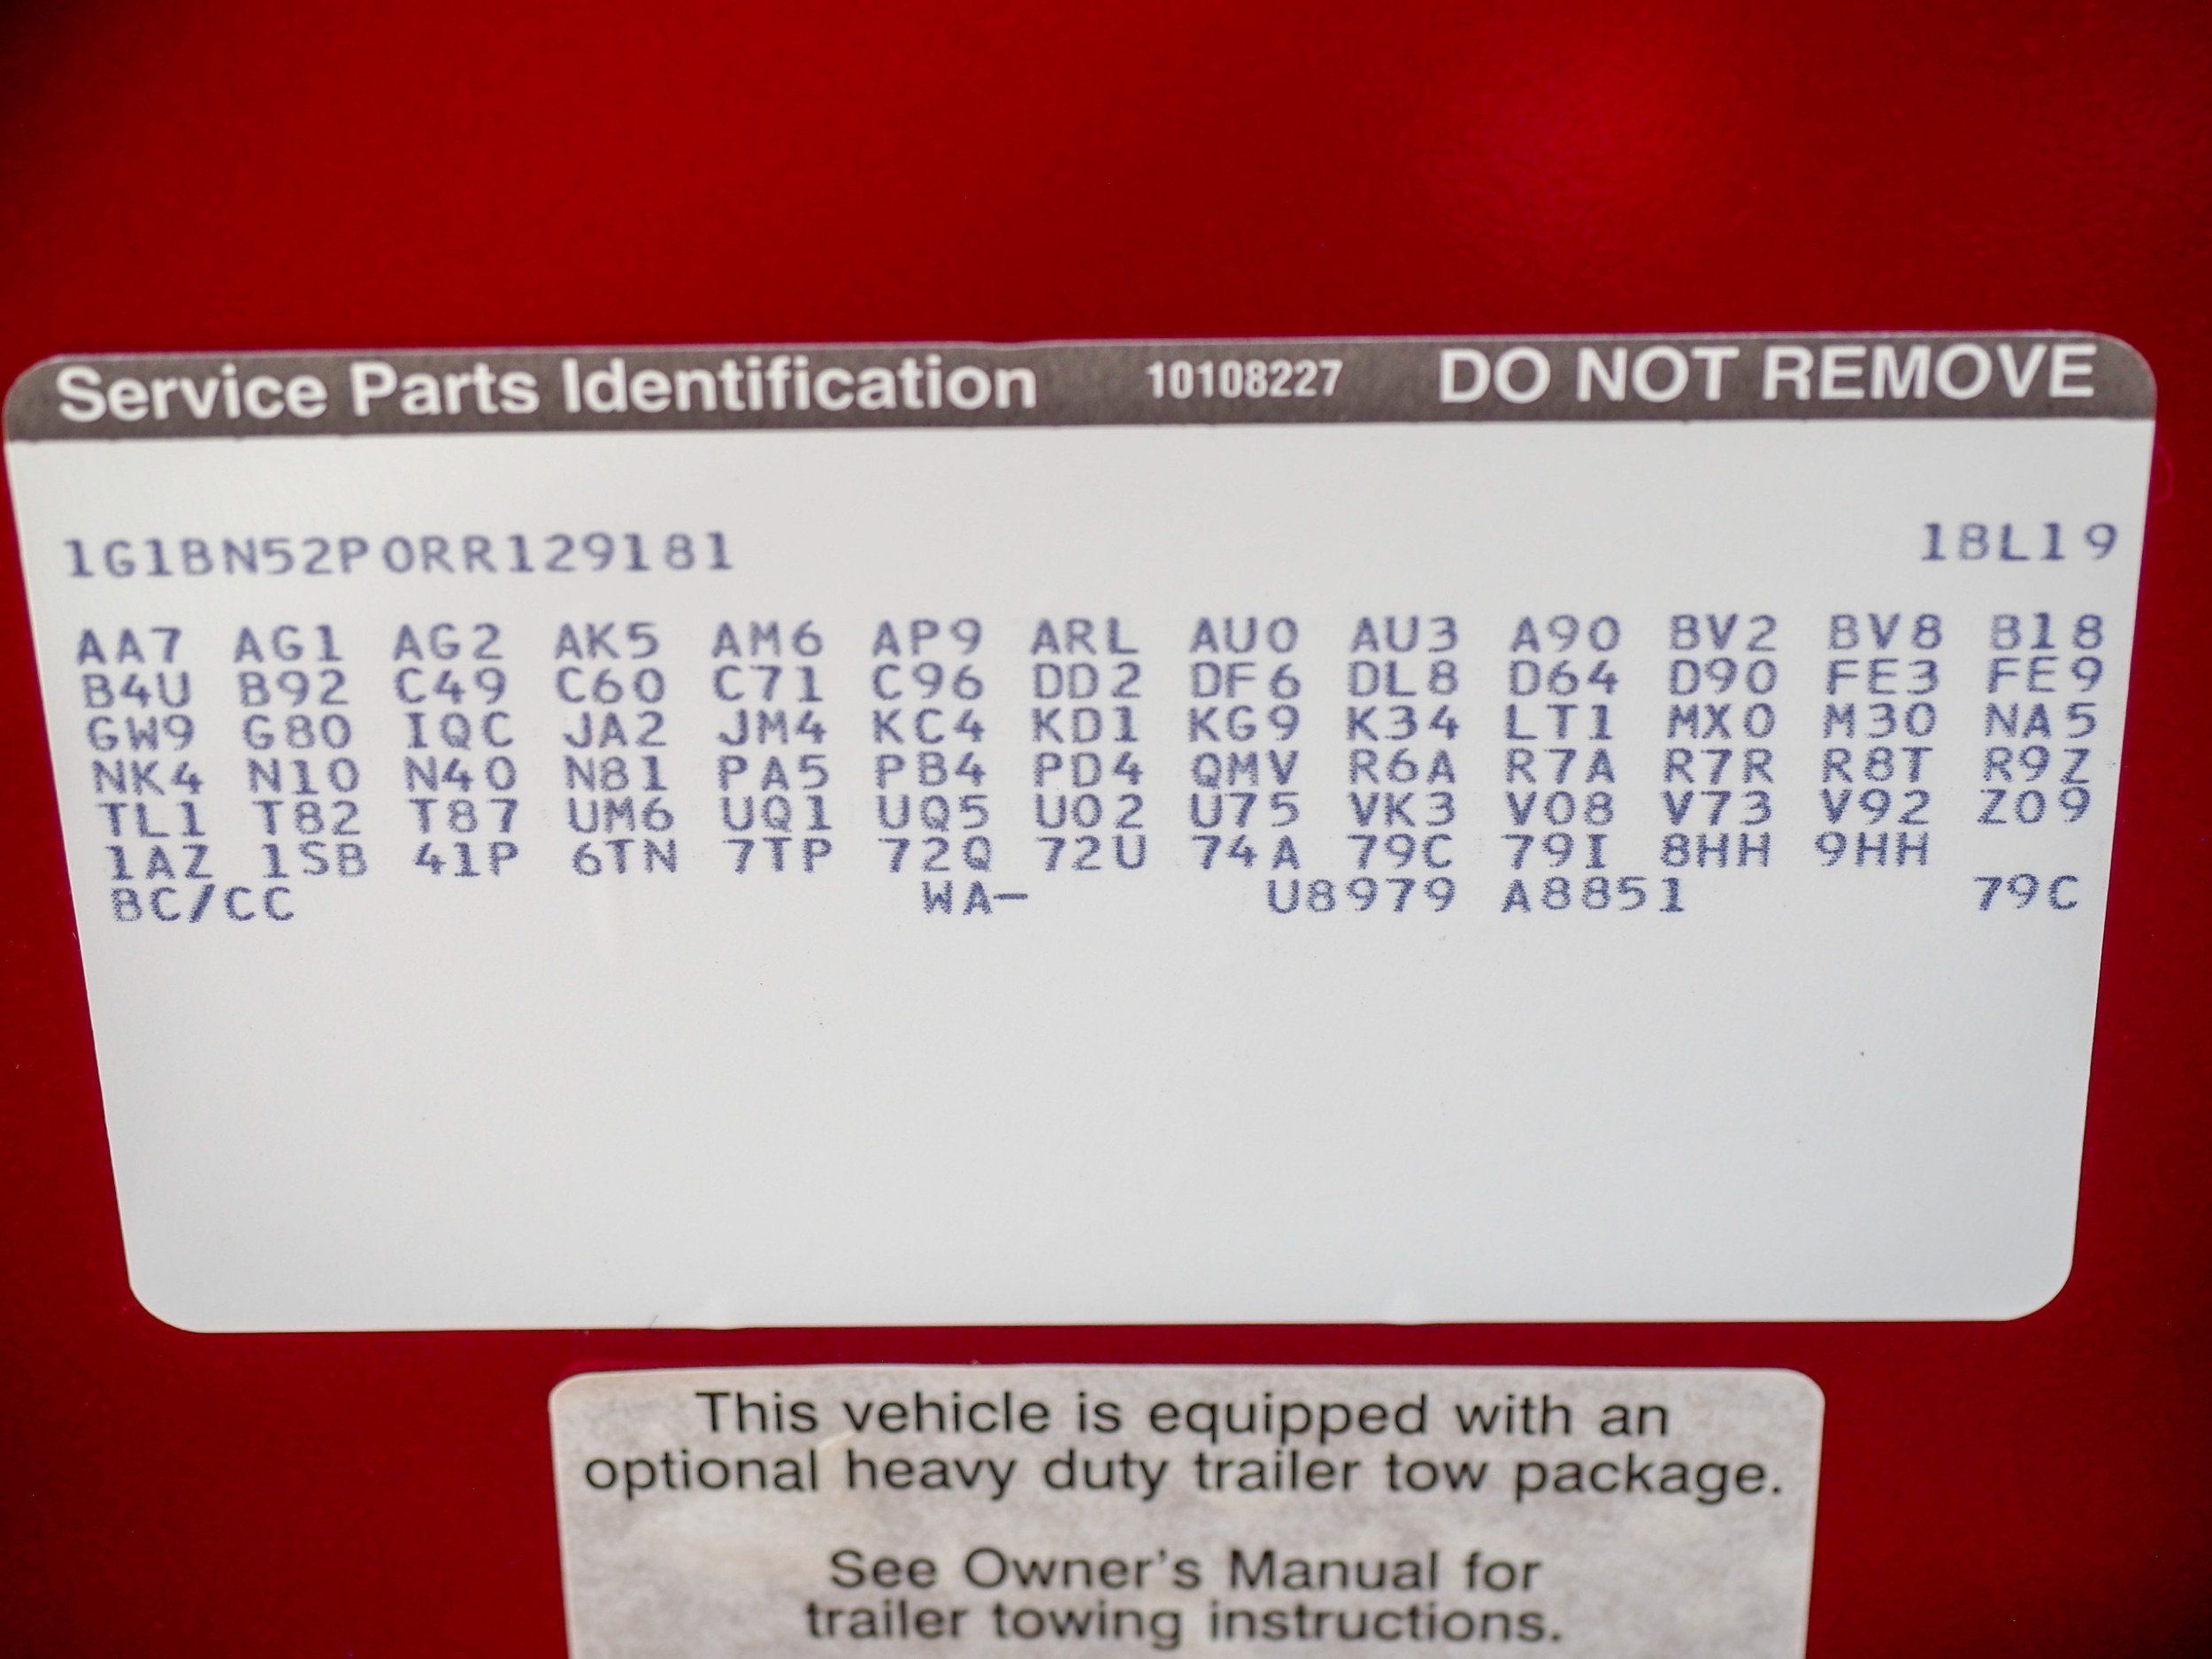 Service Parts Identification 10108227 DO NOT REMOVE
1G1BN52P0RR129181 18L19
AA7 AG1 AG2 AK5 AM6 AP9 ARL AU0 AU3 A90 BV2 BV8 B18
B4U B92 C49 C60 C71 C96 DD2 DF6 DL8 D64 D90 FE3 FE9
GW9 G80 IQC JA2 JM4 KC4 KD1 KG9 K34 LT1 MX0 M30 NA5
NK4 N10 N40 N81 PA5 PB4 PD4 QMV R6A R7A R7R R8T R9Z
TL1 T82 T87 UM6 UQ1 UQ5 U02 U75 VK3 V08 V73 V92 Z09
1AZ 1SB 41P 6TN 7TP 72Q 72U 74A 79C 79I 8HH 9HH
BC/CC WA- U8979 A8851 79C
This vehicle is equipped with an
optional heavy duty trailer tow package.
See Owner's Manual for
trailer towing instructions.